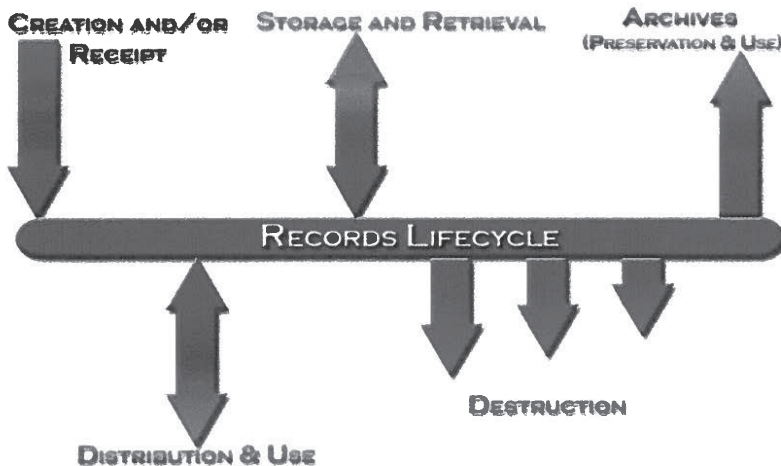 CREATION AND/OR
RECEIPT
STORAGE AND RETRIEVAL
ARCHIVES
(PRESERVATION & USE)
RECORDS LIFECYCLE
DESTRUCTION
DISTRIBUTION & USE